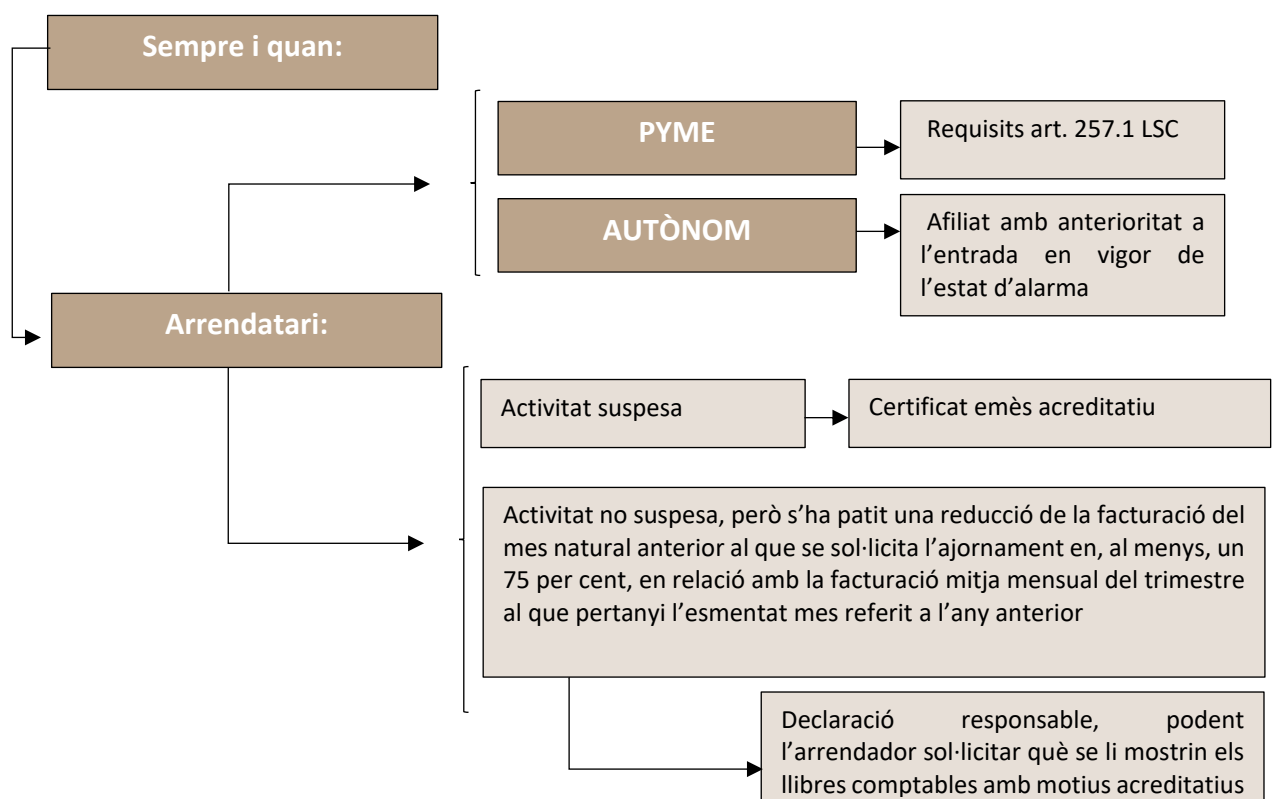 Sempre i quan:
PYME
Requisits art. 257.1 LSC
AUTÒNOM
Afiliat amb anterioritat a
l’entrada en vigor de
l’estat d’alarma
Arrendatari:
Activitat suspesa
Certificat emès acreditatiu
Activitat no suspesa, però s’ha patit una reducció de la facturació del
mes natural anterior al que se sol·licita l’ajornament en, al menys, un
75 per cent, en relació amb la facturació mitja mensual del trimestre
al que pertanyi l’esmentat mes referit a l’any anterior
Declaració responsable, podent
l’arrendador sol·licitar què se li mostrin els
llibres comptables amb motius acreditatius